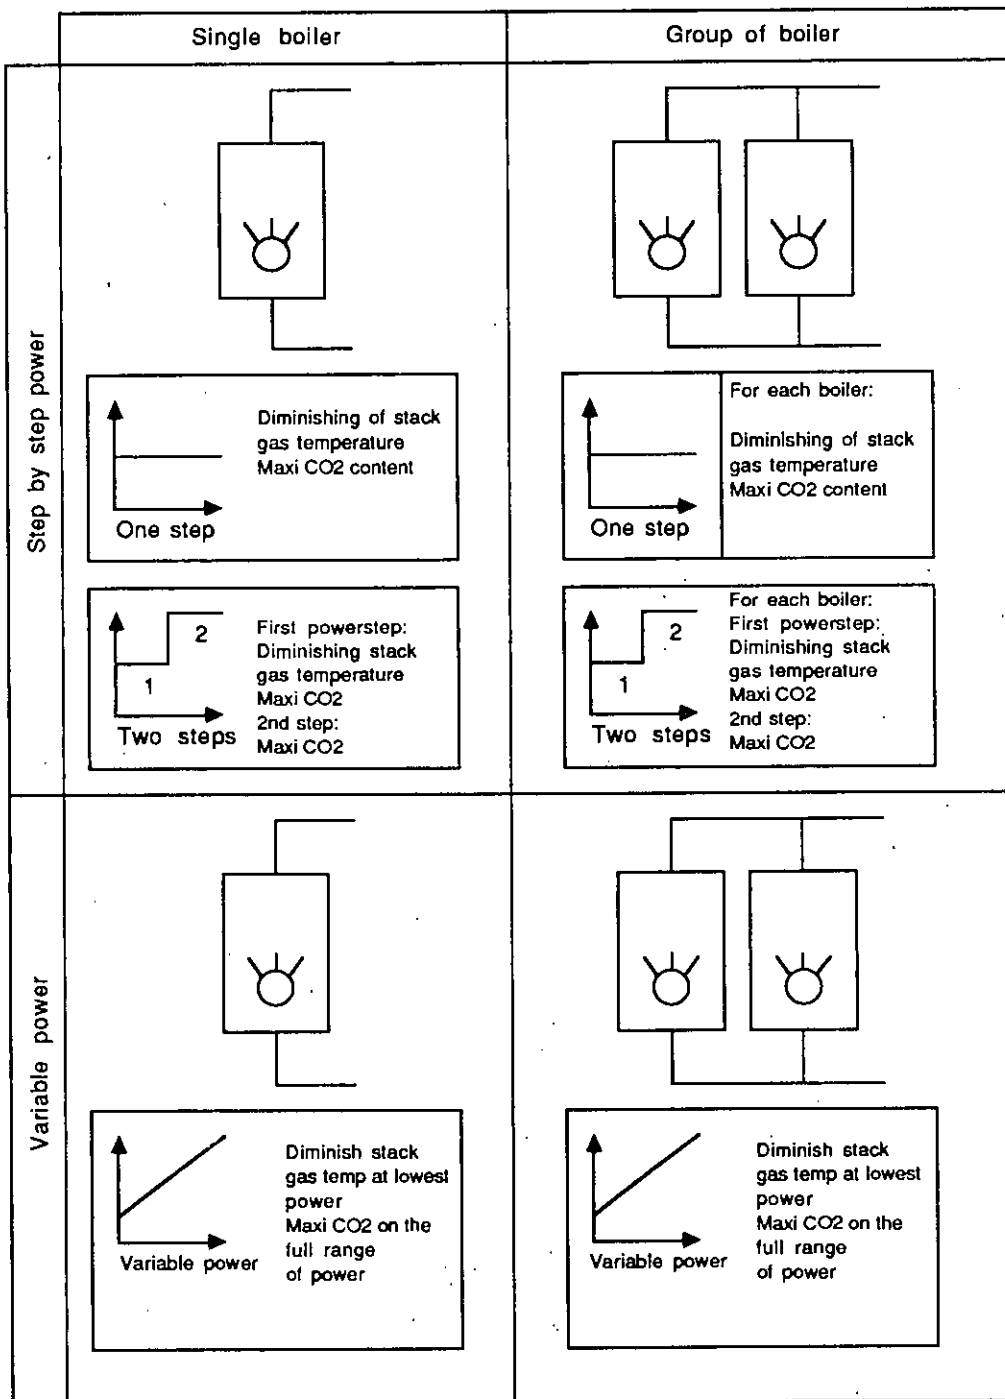 Single boiler
Group of boiler
Step by step power
Diminishing of stack
gas temperature
Maxi CO2 content
One step
For each boiler:
Diminishing of stack
gas temperature
Maxi CO2 content
One step
2
1
Two steps
First powerstep:
Diminishing stack
gas temperature
Maxi CO2
2nd step:
Maxi CO2
2
1
Two steps
For each boiler:
First powerstep:
Diminishing stack
gas temperature
Maxi CO2
2nd step:
Maxi CO2
Variable power
Diminish stack
gas temp at lowest
power
Maxi CO2 on the
full range
of power
Variable power
Diminish stack
gas temp at lowest
power
Maxi CO2 on the
full range
of power
Variable power